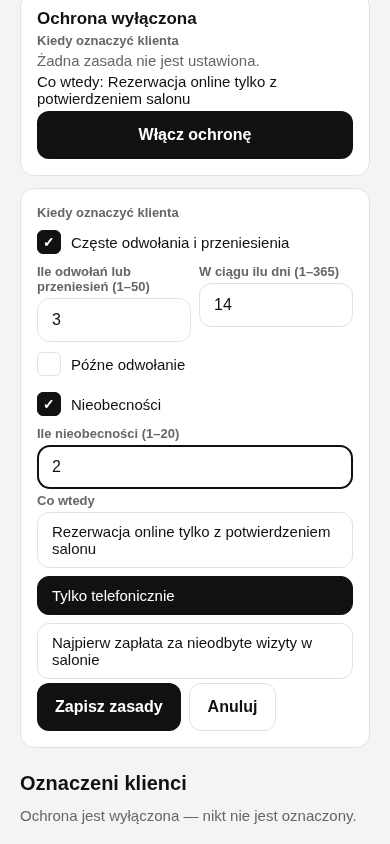 Ochrona wyłączona
Kiedy oznaczyć klienta
Żadna zasada nie jest ustawiona.
Co wtedy: Rezerwacja online tylko z
potwierdzeniem salonu
Włącz ochronę
Kiedy oznaczyć klienta
Częste odwołania i przeniesienia
Ile odwołań lub
przeniesień (1–50)
W ciągu ilu dni (1–365)
3
14
Późne odwołanie
Nieobecności
Ile nieobecności (1–20)
2
Co wtedy
Rezerwacja online tylko z potwierdzeniem
salonu
Tylko telefonicznie
Najpierw zapłata za nieodbyte wizyty w
salonie
Zapisz zasady
Anuluj
Oznaczeni klienci
Ochrona jest wyłączona — nikt nie jest oznaczony.